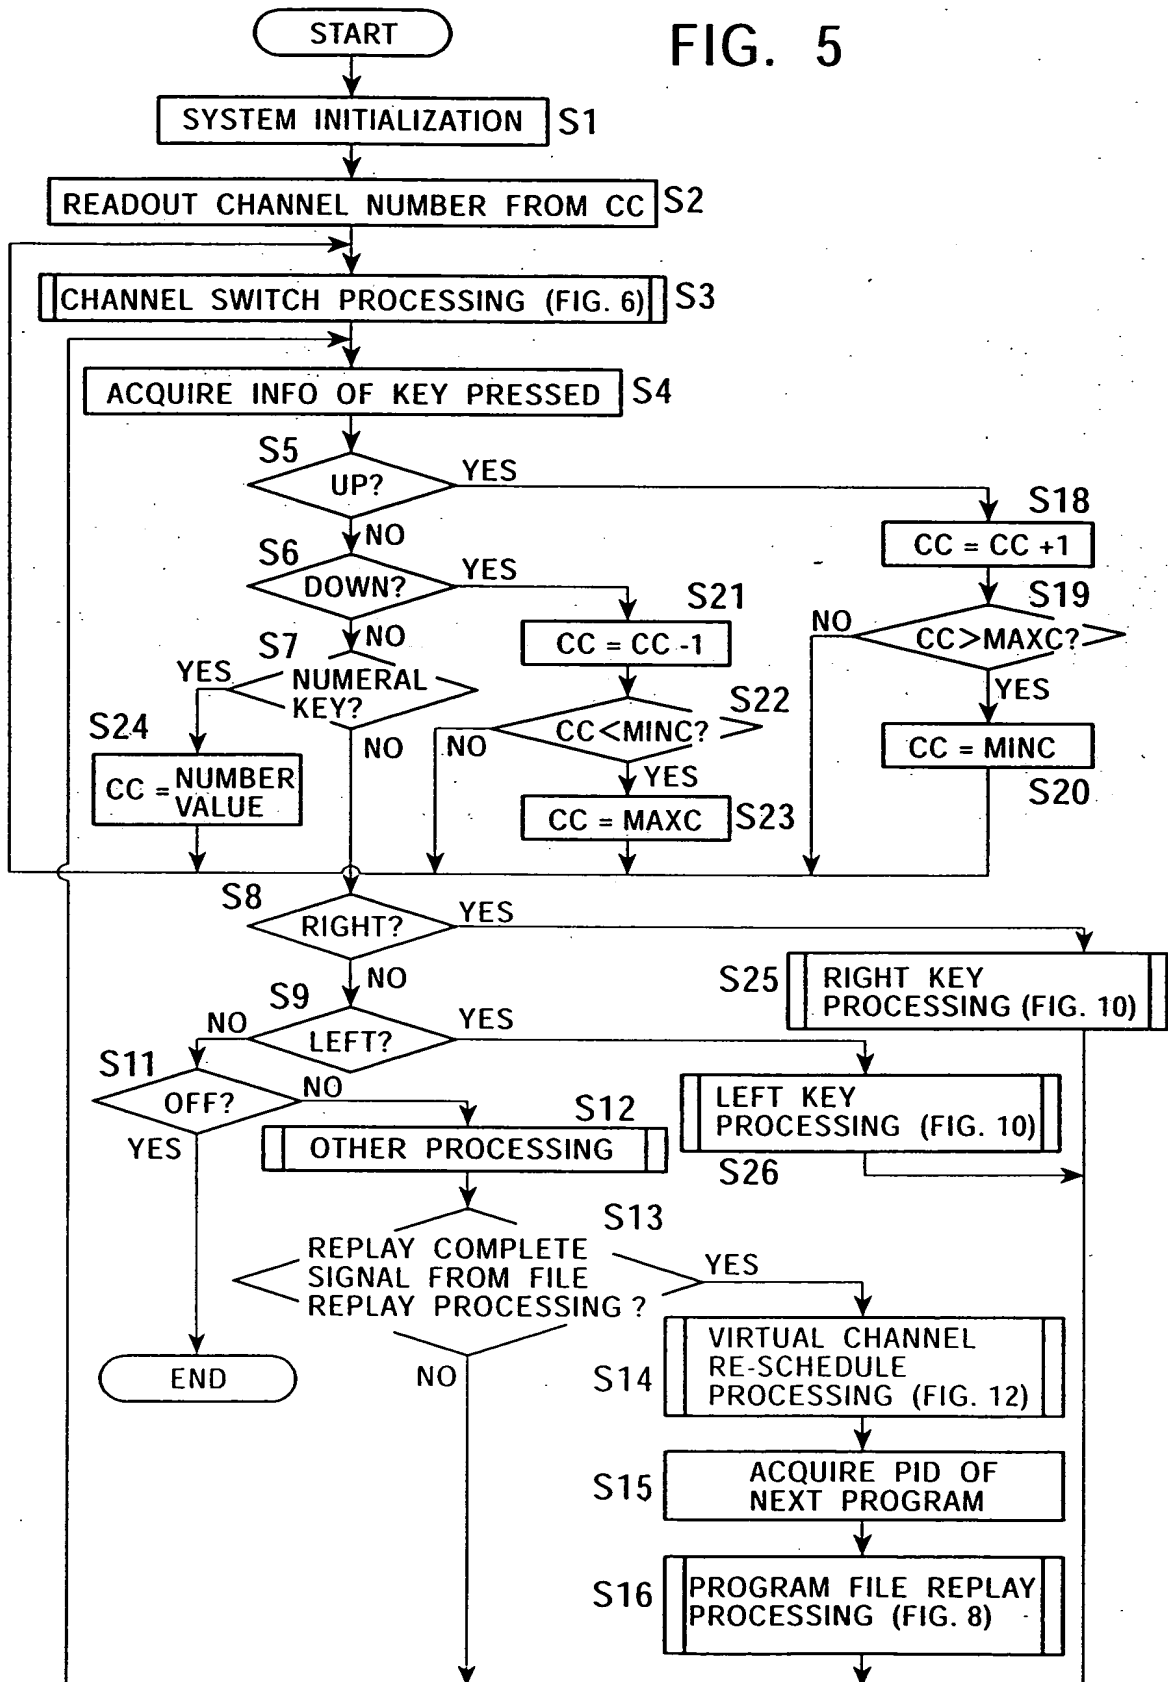 START
FIG. 5
SYSTEM INITIALIZATION
S1
READOUT CHANNEL NUMBER FROM CC
S2
CHANNEL SWITCH PROCESSING (FIG. 6)
S3
ACQUIRE INFO OF KEY PRESSED
S4
S5
UP?
YES
NO
S18
CC = CC +1
S6
DOWN?
YES
NO
S21
CC = CC -1
S19
CC>MAXC?
NO
YES
S7
NUMERAL
KEY?
YES
NO
S22
CC<MINC?
NO
YES
S24
CC = NUMBER
VALUE
CC = MAXC
S23
CC = MINC
S20
S8
RIGHT?
YES
NO
S25
RIGHT KEY
PROCESSING (FIG. 10)
S9
LEFT?
NO
YES
S11
OFF?
NO
YES
S12
OTHER PROCESSING
LEFT KEY
PROCESSING (FIG. 10)
S26
S13
REPLAY COMPLETE
SIGNAL FROM FILE
REPLAY PROCESSING ?
YES
NO
END
S14
VIRTUAL CHANNEL
RE-SCHEDULE
PROCESSING (FIG. 12)
S15
ACQUIRE PID OF
NEXT PROGRAM
S16
PROGRAM FILE REPLAY
PROCESSING (FIG. 8)